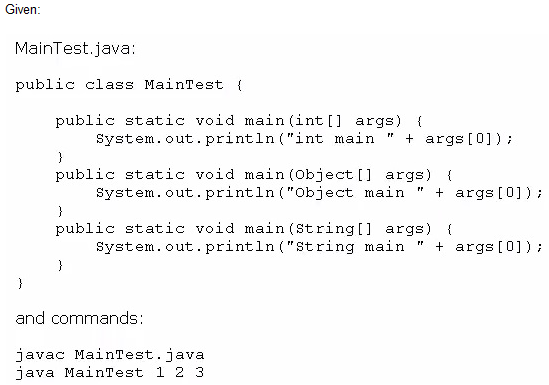 Given:
MainTest.java:
public class MainTest {
public static void main(int[] args) {
System.out.println("int main " + args[0]);
}
public static void main(Object[] args) {
System.out.println("Object main " + args[0]);
}
public static void main(String[] args) {
System.out.println("String main " + args[0]);
}
}
and commands:
javac MainTest.java
java MainTest 1 2 3